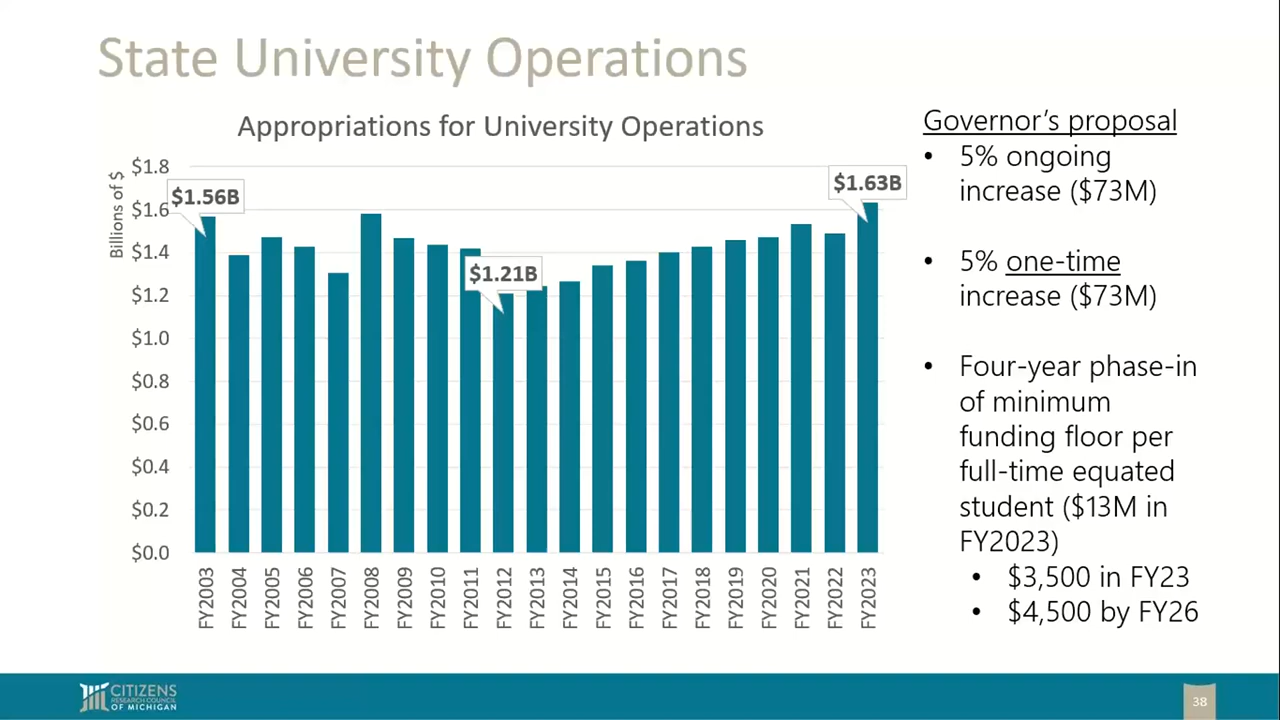 State University Operations
Appropriations for University Operations
Billions of $
$1.8
$1.6
$1.4
$1.2
$1.0
$0.8
$0.6
$0.4
$0.2
$0.0
$1.56B
$1.21B
$1.63B
FY2003
FY2004
FY2005
FY2006
FY2007
FY2008
FY2009
FY2010
FY2011
FY2012
FY2013
FY2014
FY2015
FY2016
FY2017
FY2018
FY2019
FY2020
FY2021
FY2022
FY2023
Governor's proposal
• 5% ongoing
increase ($73M)
• 5% one-time
increase ($73M)
• Four-year phase-in
of minimum
funding floor per
full-time equated
student ($13M in
FY2023)
• $3,500 in FY23
• $4,500 by FY26
CITIZENS
RESEARCH COUNCIL
OF MICHIGAN
38